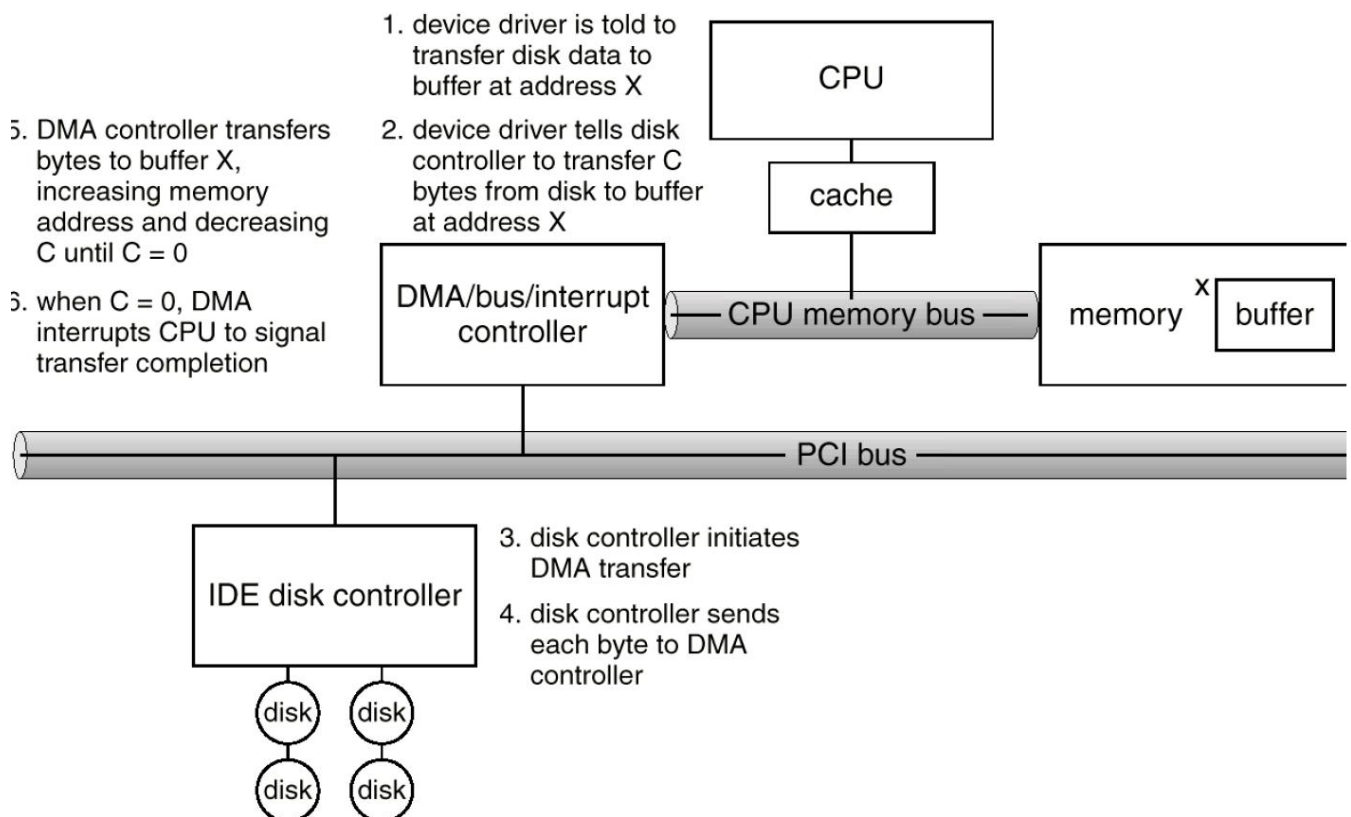 1. device driver is told to
transfer disk data to
buffer at address X
2. device driver tells disk
controller to transfer C
bytes from disk to buffer
at address X
5. DMA controller transfers
bytes to buffer X,
increasing memory
address and decreasing
C until C = 0
6. when C = 0, DMA
interrupts CPU to signal
transfer completion
CPU
cache
DMA/bus/interrupt
controller
CPU memory bus
memory
X
buffer
PCI bus
IDE disk controller
3. disk controller initiates
DMA transfer
4. disk controller sends
each byte to DMA
controller
disk
disk
disk
disk